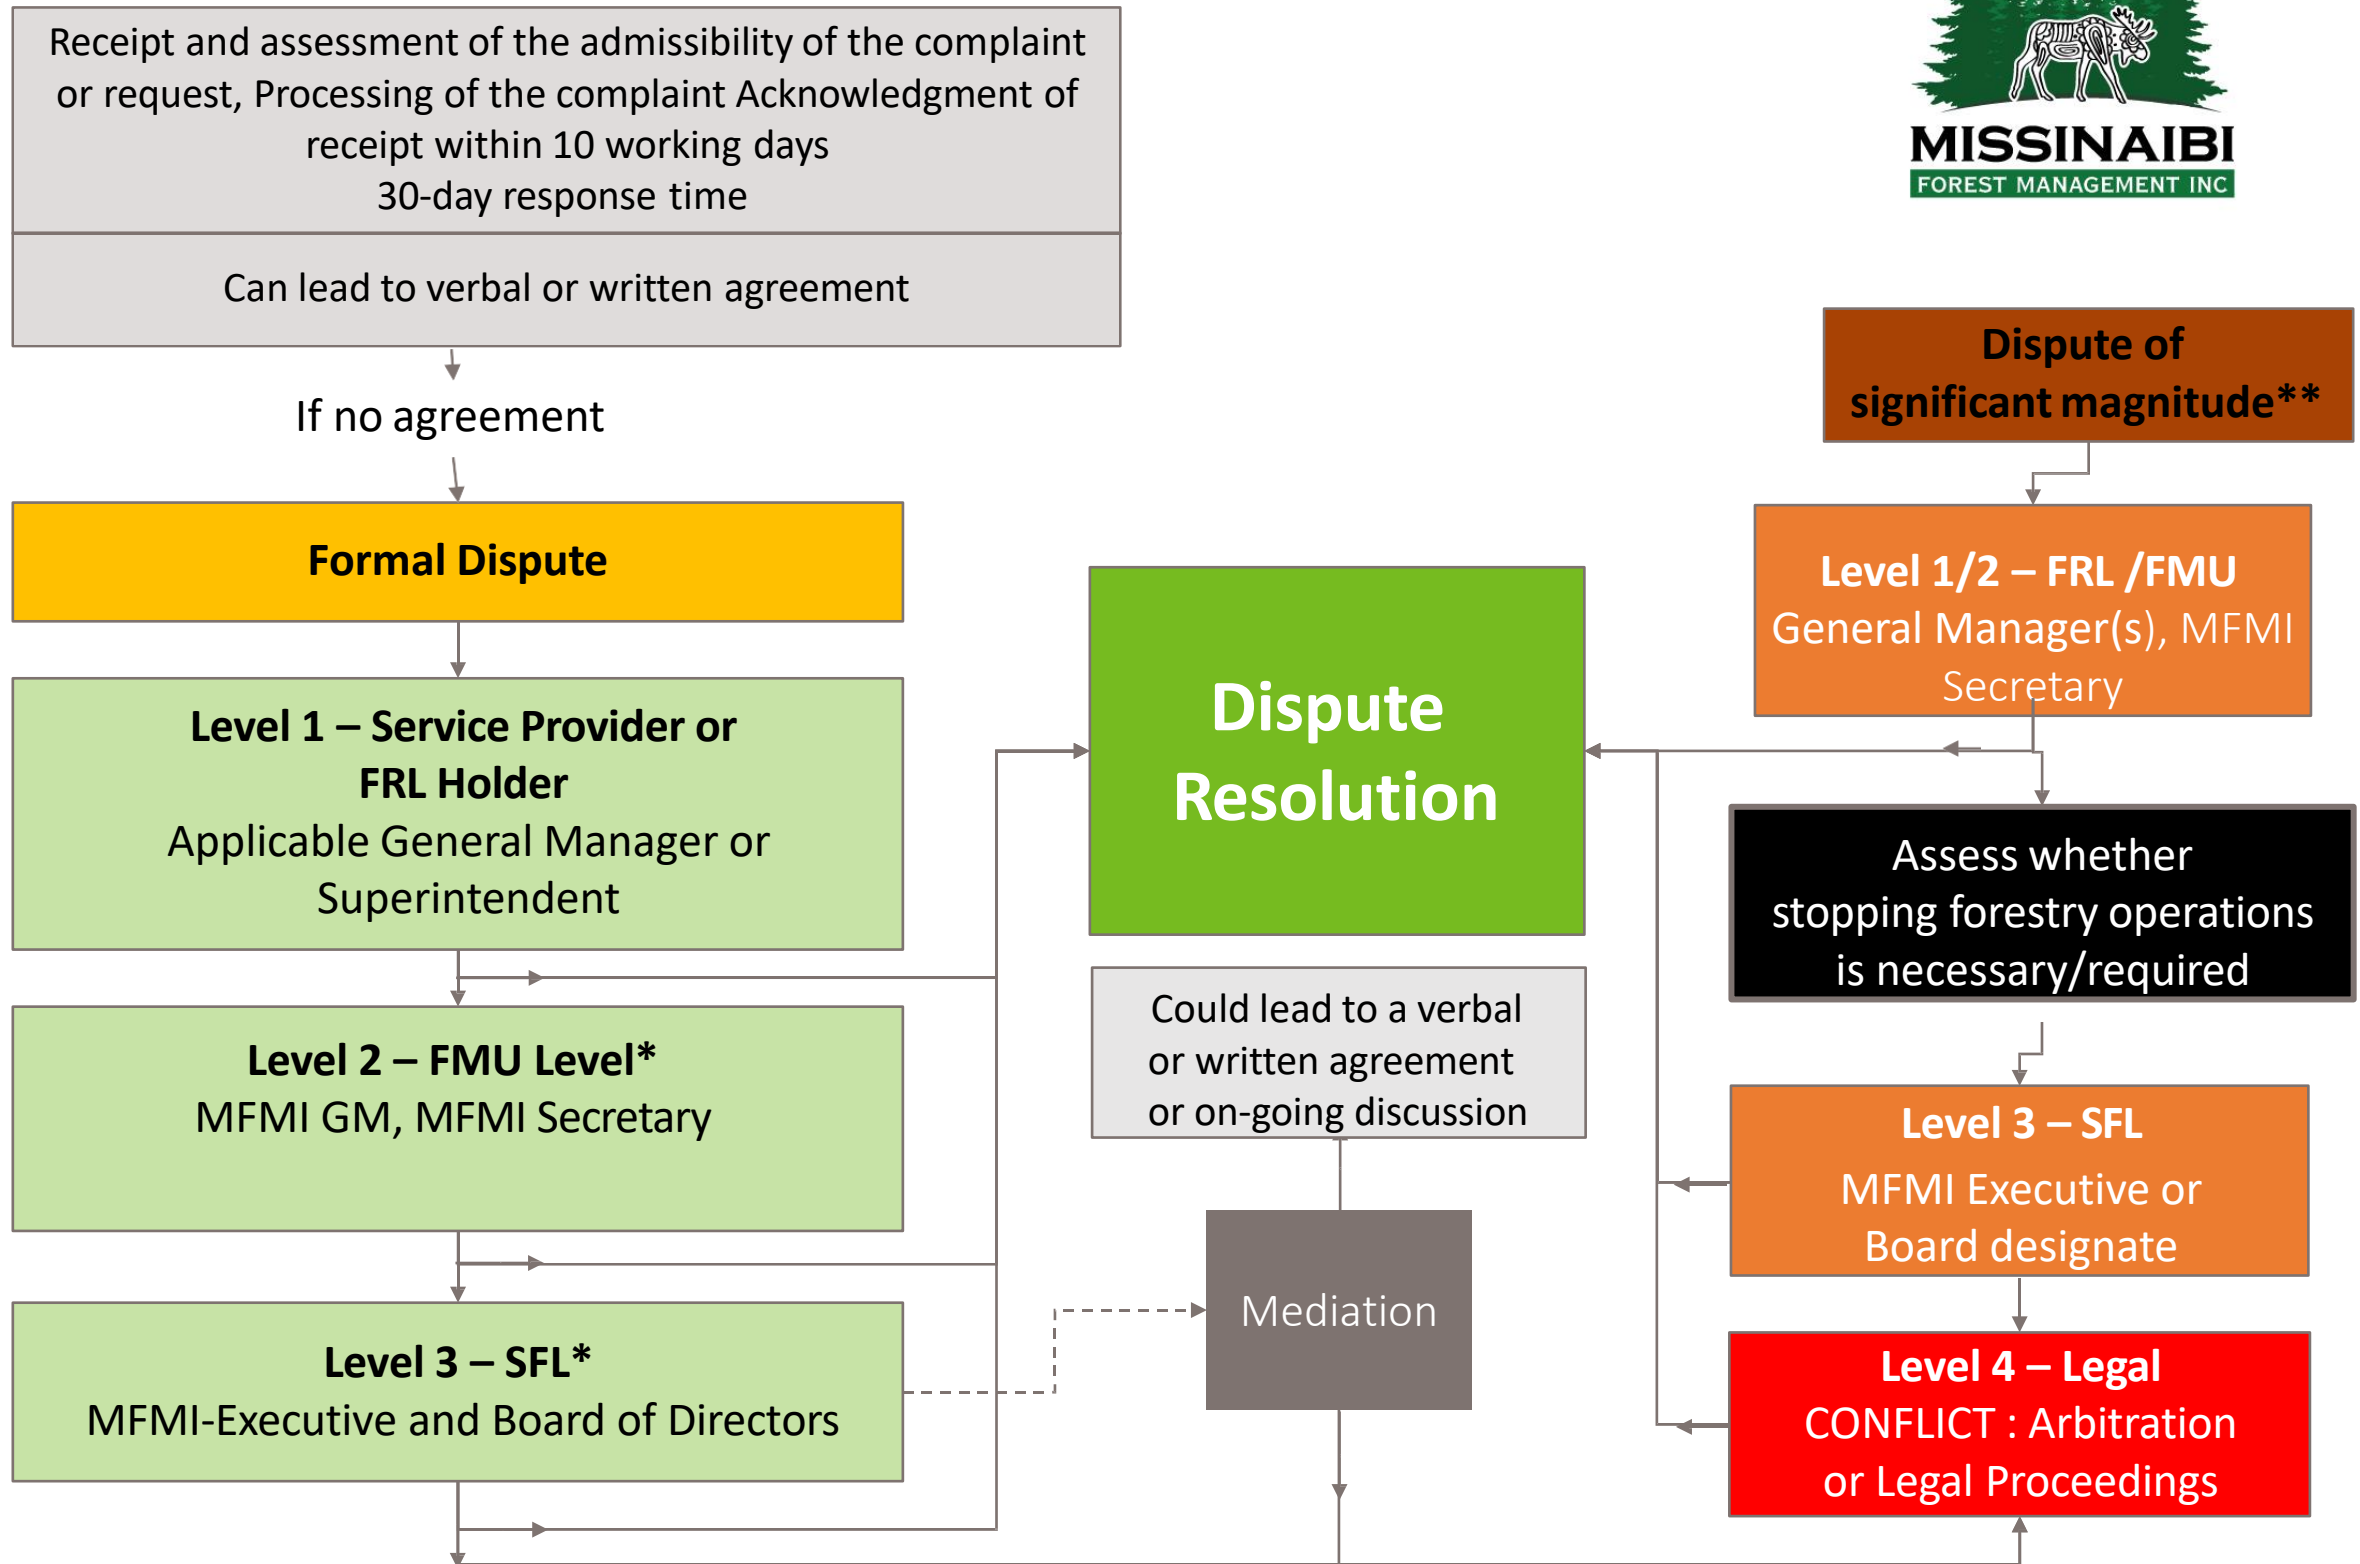 Receipt and assessment of the admissibility of the complaint
or request, Processing of the complaint Acknowledgment of
receipt within 10 working days
30-day response time
Can lead to verbal or written agreement
If no agreement
Formal Dispute
Level 1 – Service Provider or
FRL Holder
Applicable General Manager or
Superintendent
Level 2 – FMU Level*
MFMI GM, MFMI Secretary
Level 3 – SFL*
MFMI-Executive and Board of Directors
Dispute
Resolution
Could lead to a verbal
or written agreement
or on-going discussion
Mediation
MISSINAIBI
FOREST MANAGEMENT INC
Dispute of
significant magnitude**
Level 1/2 – FRL /FMU
General Manager(s), MFMI
Secretary
Assess whether
stopping forestry operations
is necessary/required
Level 3 – SFL
MFMI Executive or
Board designate
Level 4 – Legal
CONFLICT : Arbitration
or Legal Proceedings